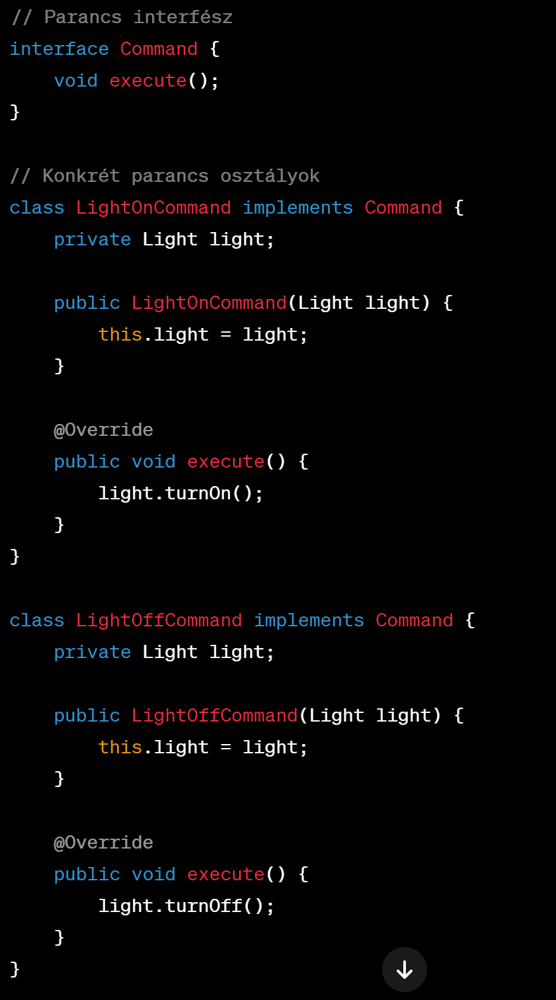 // Parancs interfész
interface Command {
    void execute();
}

// Konkrét parancs osztályok
class LightOnCommand implements Command {
    private Light light;

    public LightOnCommand(Light light) {
        this.light = light;
    }

    @Override
    public void execute() {
        light.turnOn();
    }
}

class LightOffCommand implements Command {
    private Light light;

    public LightOffCommand(Light light) {
        this.light = light;
    }

    @Override
    public void execute() {
        light.turnOff();
    }
}